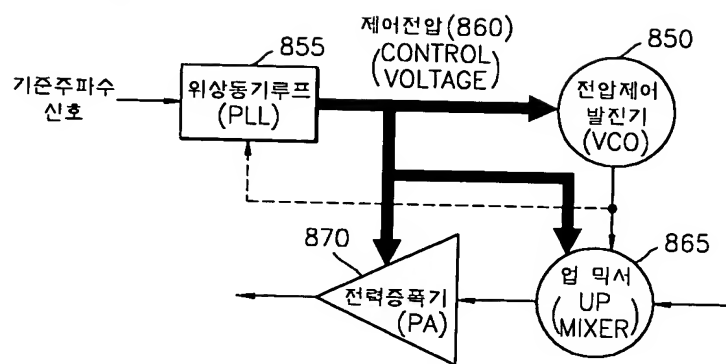 855
제어전압(860)
(CONTROL
VOLTAGE)
850
기준주파수
신호
위상동기루프
(PLL)
전압제어
발진기
(VCO)
870
865
전력증폭기
(PA)
업 믹서
(UP
MIXER)